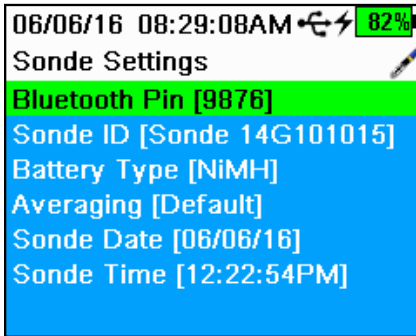 06/06/16 08:29:08AM 82%
Sonde Settings
Bluetooth Pin [9876]
Sonde ID [Sonde 14G101015]
Battery Type [NiMH]
Averaging [Default]
Sonde Date [06/06/16]
Sonde Time [12:22:54PM]